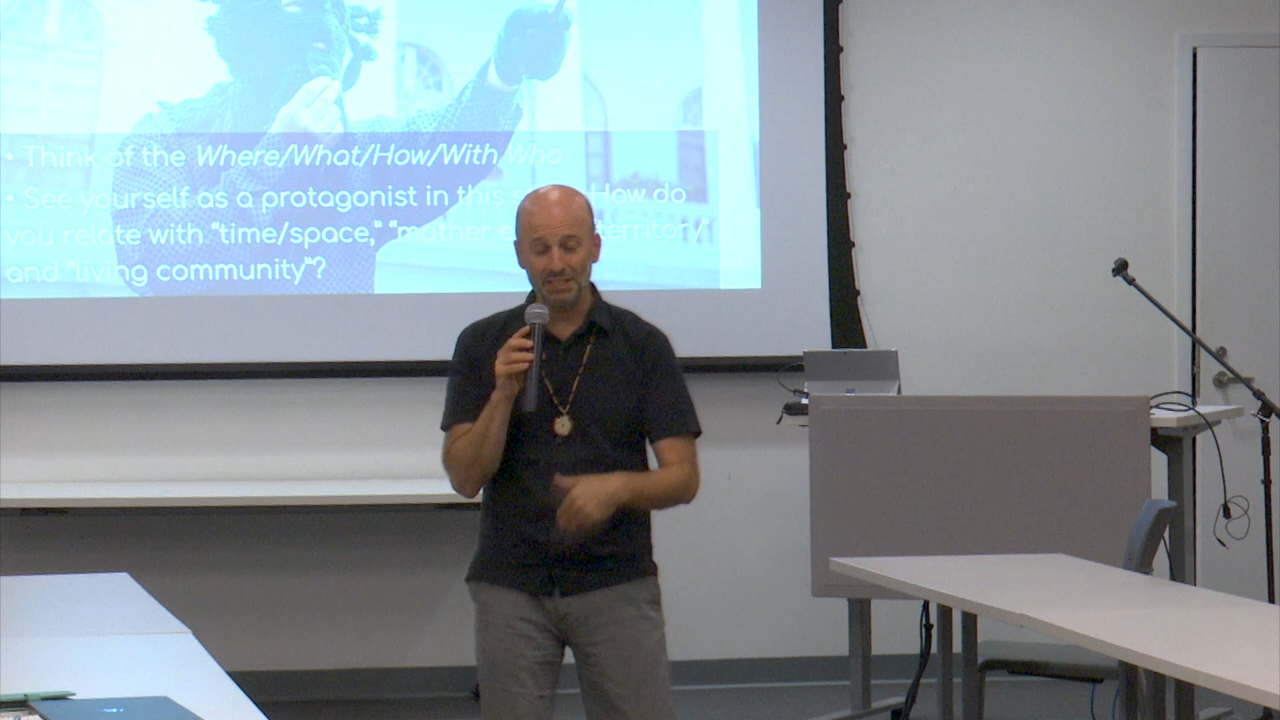 • Think of the Where/What/How/With Who
• See yourself as a protagonist in this How do
you relate with “time/space,” “mother territory”
and “living community”?